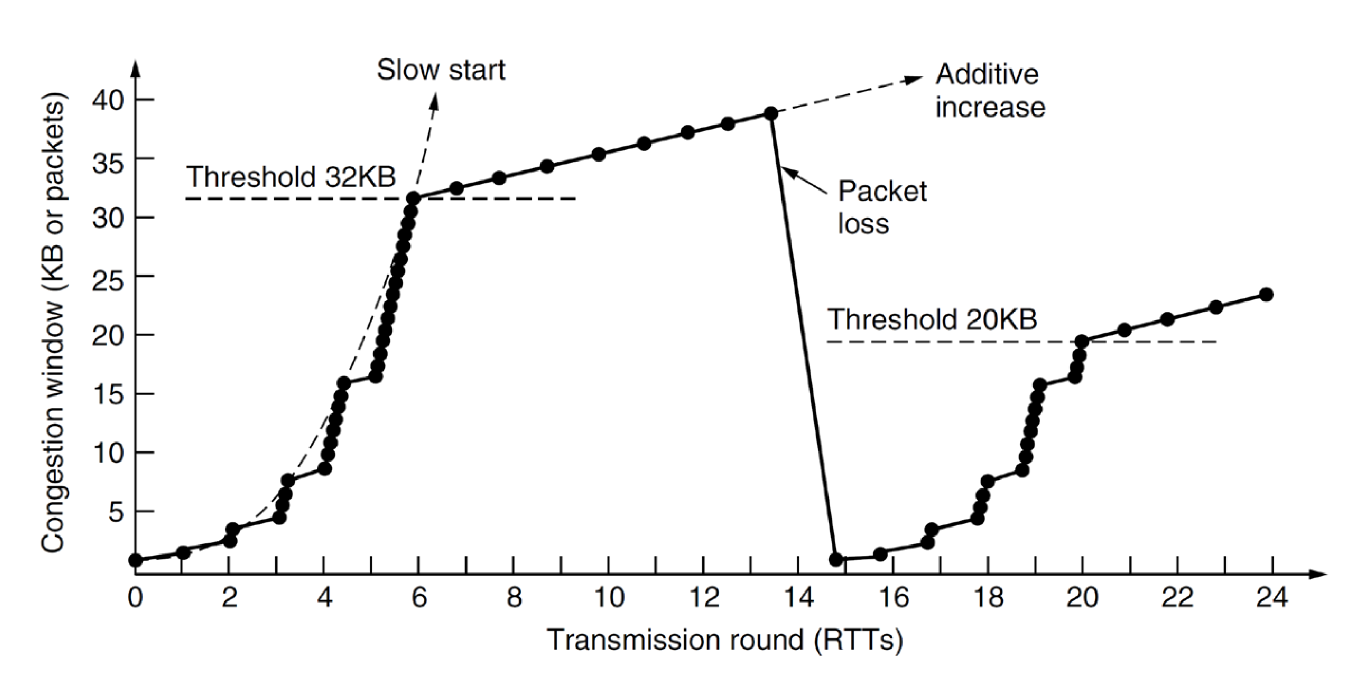 Slow start
Additive
increase
40
35
Threshold 32KB
Packet
loss
30
25
Threshold 20KB
20
15
10
5
Congestion window (KB or packets)
0 2 4 6 8 10 12 14 16 18 20 22 24
Transmission round (RTTs)